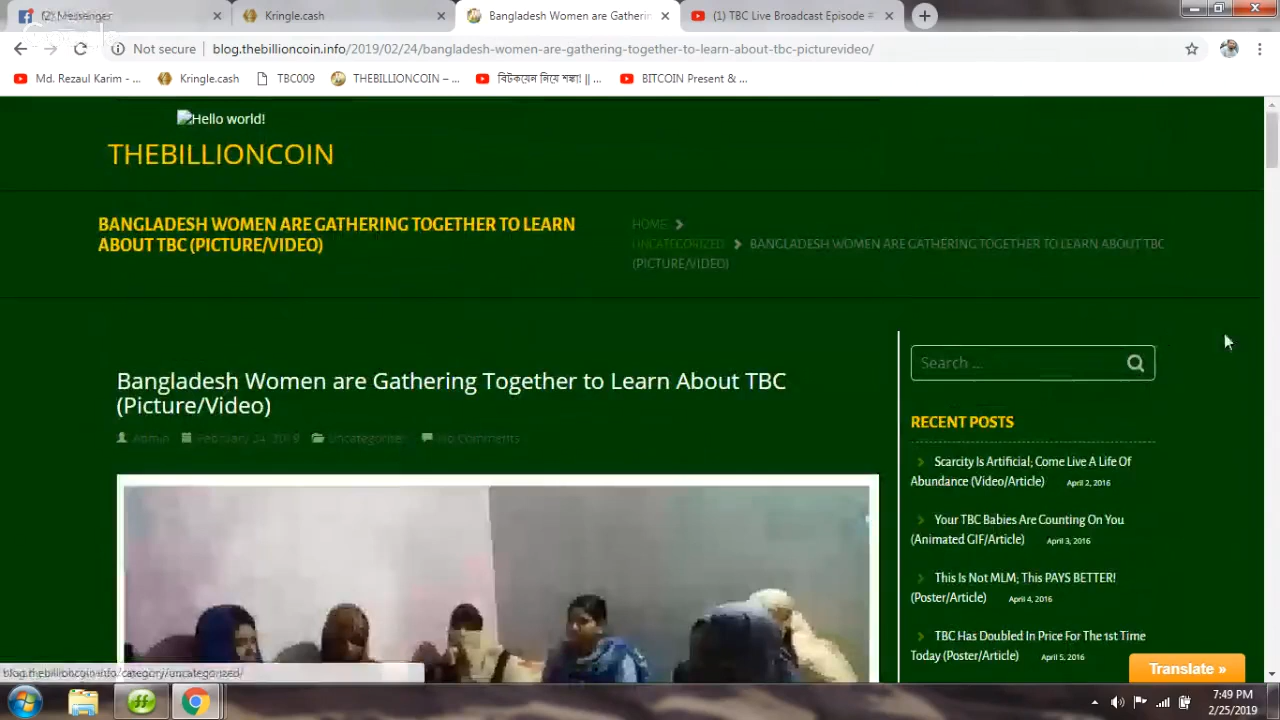 (2) Messenger
Kringle.cash
Bangladesh Women are Gatherin
(1) TBC Live Broadcast Episode #
Not secure
blog.thebillioncoin.info/2019/02/24/bangladesh-women-are-gathering-together-to-learn-about-tbc-picturevideo/
Md. Rezaul Karim - ...
Kringle.cash
TBC009
THEBILLIONCOIN – ...
বিটকয়েন নিয়ে শঙ্কা! || ...
BITCOIN Present & ...
Hello world!
THEBILLIONCOIN
BANGLADESH WOMEN ARE GATHERING TOGETHER TO LEARN
ABOUT TBC (PICTURE/VIDEO)
HOME
UNCATEGORIZED BANGLADESH WOMEN ARE GATHERING TOGETHER TO LEARN ABOUT TBC
(PICTURE/VIDEO)
Bangladesh Women are Gathering Together to Learn About TBC
(Picture/Video)
Admin February 24, 2019 Uncategorized No Comments
Search ...
RECENT POSTS
Scarcity Is Artificial; Come Live A Life Of
Abundance (Video/Article) April 2, 2016
Your TBC Babies Are Counting On You
(Animated GIF/Article) April 3, 2016
This Is Not MLM; This PAYS BETTER!
(Poster/Article) April 4, 2016
TBC Has Doubled In Price For The 1st Time
Today (Poster/Article) April 5, 2016
Translate »
blog.thebillioncoin.info/category/uncategorized/
7:49 PM
2/25/2019